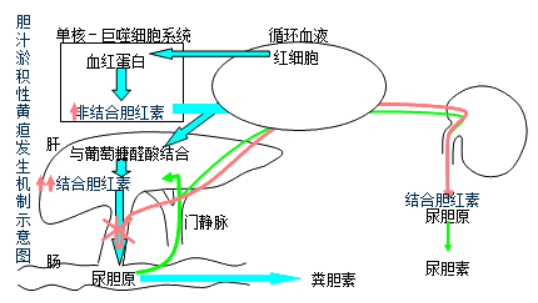 胆汁淤积性黄疸发生机制示意图
单核－巨噬细胞系统
循环血液
血红蛋白
红细胞
非结合胆红素
肝
与葡萄糖醛酸结合
结合胆红素
结合胆红素
尿胆原
门静脉
肠
尿胆原
粪胆素
尿胆素